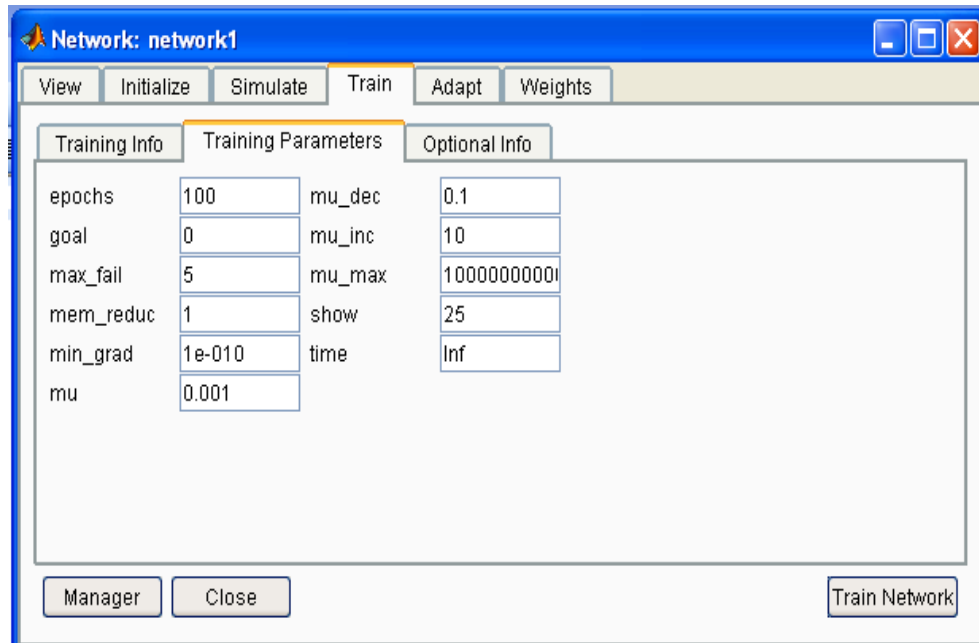 Network: network1
View Initialize Simulate Train Adapt Weights
Training Info Training Parameters Optional Info
epochs 100 mu_dec 0.1
goal 0 mu_inc 10
max_fail 5 mu_max 1000000000
mem_reduc 1 show 25
min_grad 1e-010 time Inf
mu 0.001
Manager Close Train Network